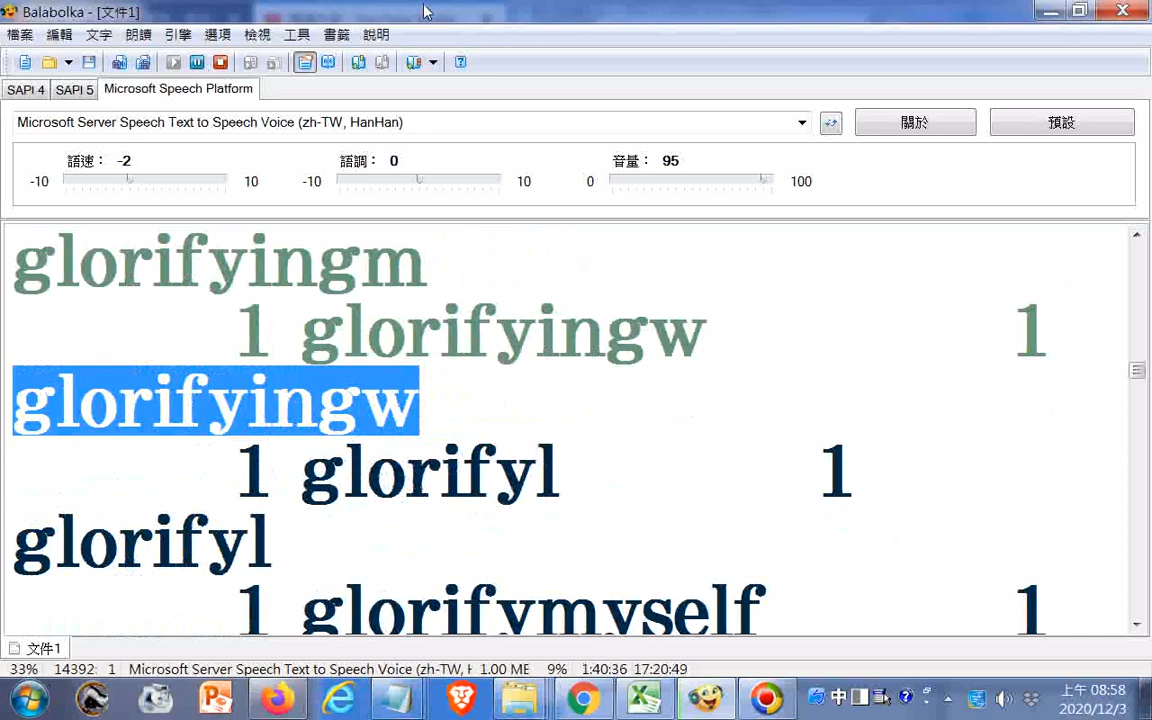 Balabolka - [文件1]
檔案 編輯 文字 朗讀 引擎 選項 檢視 工具 書籤 說明
SAPI 4 SAPI 5 Microsoft Speech Platform
Microsoft Server Speech Text to Speech Voice (zh-TW, HanHan) 關於 預設
語速： -2 語調： 0 音量： 95
-10 10 -10 10 0 100
glorifyingm
1 glorifyingw 1
glorifyingw
1 glorifyl 1
glorifyl
1 glorifymyself 1
文件1
33% 14392: 1 Microsoft Server Speech Text to Speech Voice (zh-TW, H 1.00 ME 9% 1:40:36 17:20:49
中 上午 08:58
2020/12/3